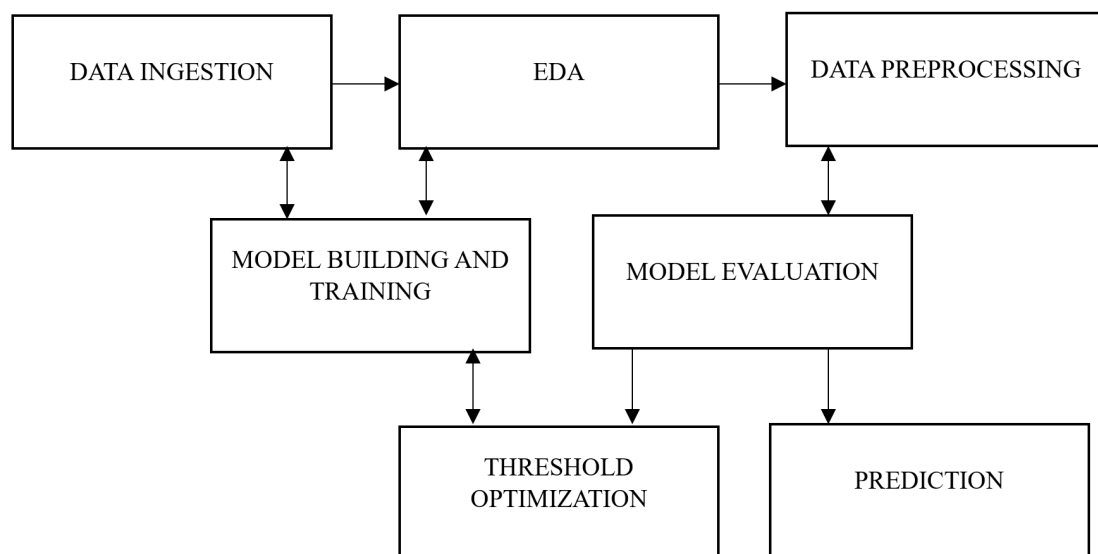 DATA INGESTION
EDA
DATA PREPROCESSING
MODEL BUILDING AND
TRAINING
MODEL EVALUATION
THRESHOLD
OPTIMIZATION
PREDICTION